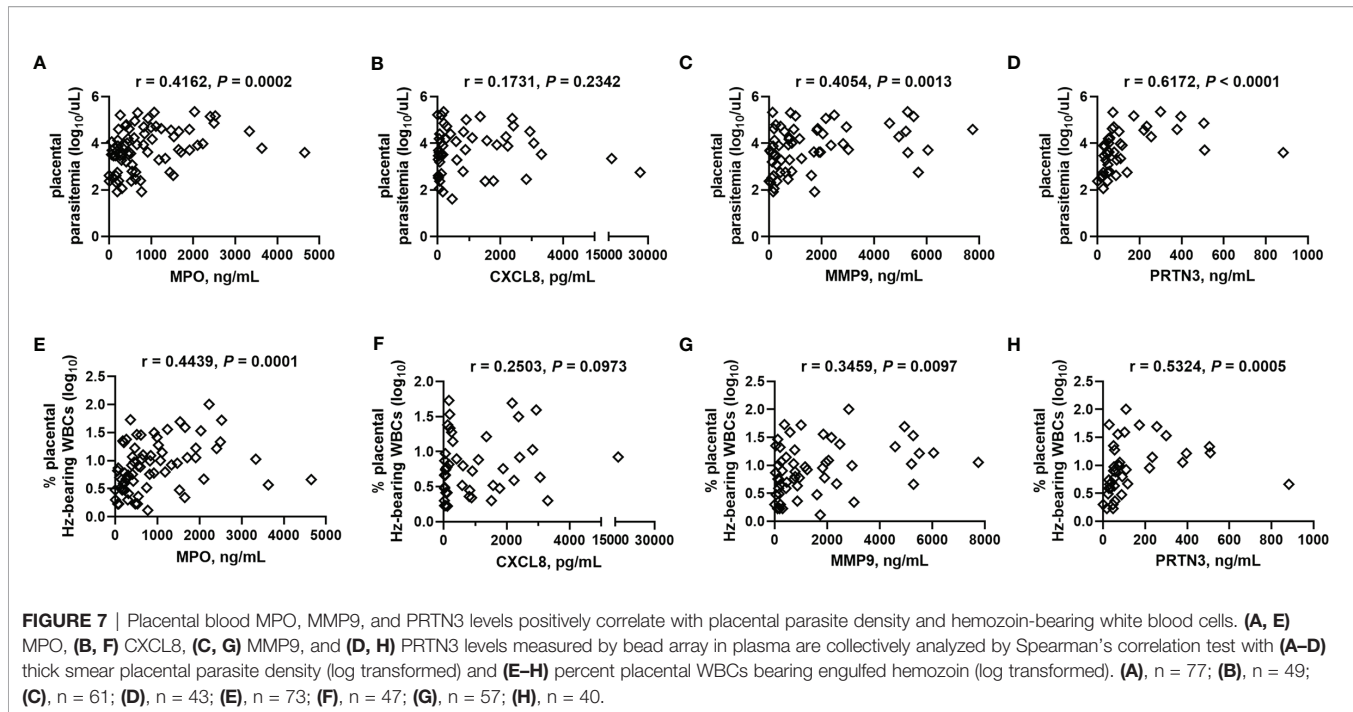 A
r = 0.4162, P = 0.0002
placental
parasitemia (log10/uL)
6
4
2
0
0 1000 2000 3000 4000 5000
MPO, ng/mL
B
r = 0.1731, P = 0.2342
placental
parasitemia (log10/uL)
6
4
2
0
0 2000 4000 15000 30000
CXCL8, pg/mL
C
r = 0.4054, P = 0.0013
placental
parasitemia (log10/uL)
6
4
2
0
0 2000 4000 6000 8000
MMP9, ng/mL
D
r = 0.6172, P < 0.0001
placental
parasitemia (log10/uL)
6
4
2
0
0 200 400 600 800 1000
PRTN3, ng/mL
E
r = 0.4439, P = 0.0001
% placental
Hz-bearing WBCs (log10)
2.5
2.0
1.5
1.0
0.5
0.0
0 1000 2000 3000 4000 5000
MPO, ng/mL
F
r = 0.2503, P = 0.0973
% placental
Hz-bearing WBCs (log10)
2.0
1.5
1.0
0.5
0.0
0 2000 4000 15000 30000
CXCL8, pg/mL
G
r = 0.3459, P = 0.0097
% placental
Hz-bearing WBCs (log10)
2.5
2.0
1.5
1.0
0.5
0.0
0 2000 4000 6000 8000
MMP9, ng/mL
H
r = 0.5324, P = 0.0005
% placental
Hz-bearing WBCs (log10)
2.5
2.0
1.5
1.0
0.5
0.0
0 200 400 600 800 1000
PRTN3, ng/mL
FIGURE 7 | Placental blood MPO, MMP9, and PRTN3 levels positively correlate with placental parasite density and hemozoin-bearing white blood cells. (A, E)
MPO, (B, F) CXCL8, (C, G) MMP9, and (D, H) PRTN3 levels measured by bead array in plasma are collectively analyzed by Spearman's correlation test with (A–D)
thick smear placental parasite density (log transformed) and (E–H) percent placental WBCs bearing engulfed hemozoin (log transformed). (A), n = 77; (B), n = 49;
(C), n = 61; (D), n = 43; (E), n = 73; (F), n = 47; (G), n = 57; (H), n = 40.